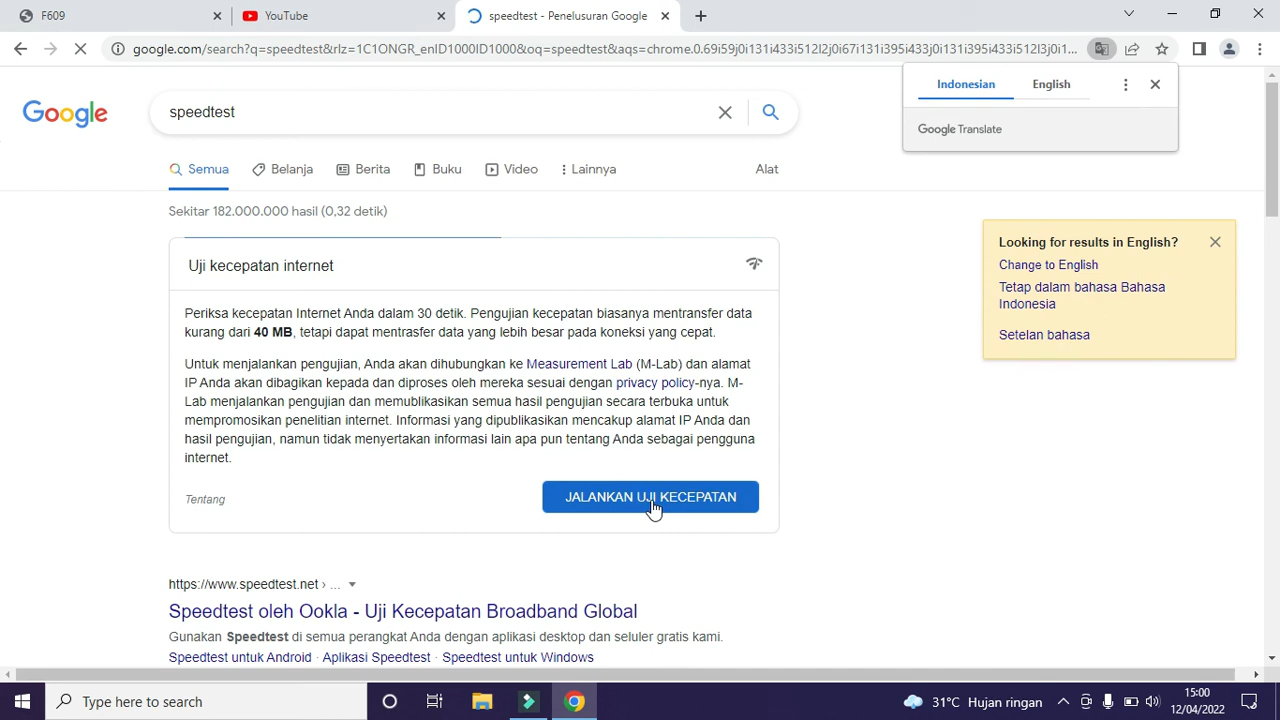 F609
YouTube
speedtest - Penelusuran Google
google.com/search?q=speedtest&rlz=1C1ONGR_enID1000ID1000&oq=speedtest&aqs=chrome.0.69i59j0i131i433i512l2j0i67i131i395i433j0i131i395i433i512l3j0i1...
Indonesian
English
Google Translate
Google
speedtest
Semua
Belanja
Berita
Buku
Video
Lainnya
Alat
Sekitar 182.000.000 hasil (0,32 detik)
Looking for results in English?
Change to English
Tetap dalam bahasa Bahasa
Indonesia
Setelan bahasa
Uji kecepatan internet
Periksa kecepatan Internet Anda dalam 30 detik. Pengujian kecepatan biasanya mentransfer data
kurang dari 40 MB, tetapi dapat mentrasfer data yang lebih besar pada koneksi yang cepat.
Untuk menjalankan pengujian, Anda akan dihubungkan ke Measurement Lab (M-Lab) dan alamat
IP Anda akan dibagikan kepada dan diproses oleh mereka sesuai dengan privacy policy-nya. M-
Lab menjalankan pengujian dan memublikasikan semua hasil pengujian secara terbuka untuk
mempromosikan penelitian internet. Informasi yang dipublikasikan mencakup alamat IP Anda dan
hasil pengujian, namun tidak menyertakan informasi lain apa pun tentang Anda sebagai pengguna
internet.
Tentang
JALANKAN UJI KECEPATAN
https://www.speedtest.net › ...
Speedtest oleh Ookla - Uji Kecepatan Broadband Global
Gunakan Speedtest di semua perangkat Anda dengan aplikasi desktop dan seluler gratis kami.
Speedtest untuk Android · Aplikasi Speedtest · Speedtest untuk Windows
Type here to search
31°C Hujan ringan
15:00
12/04/2022